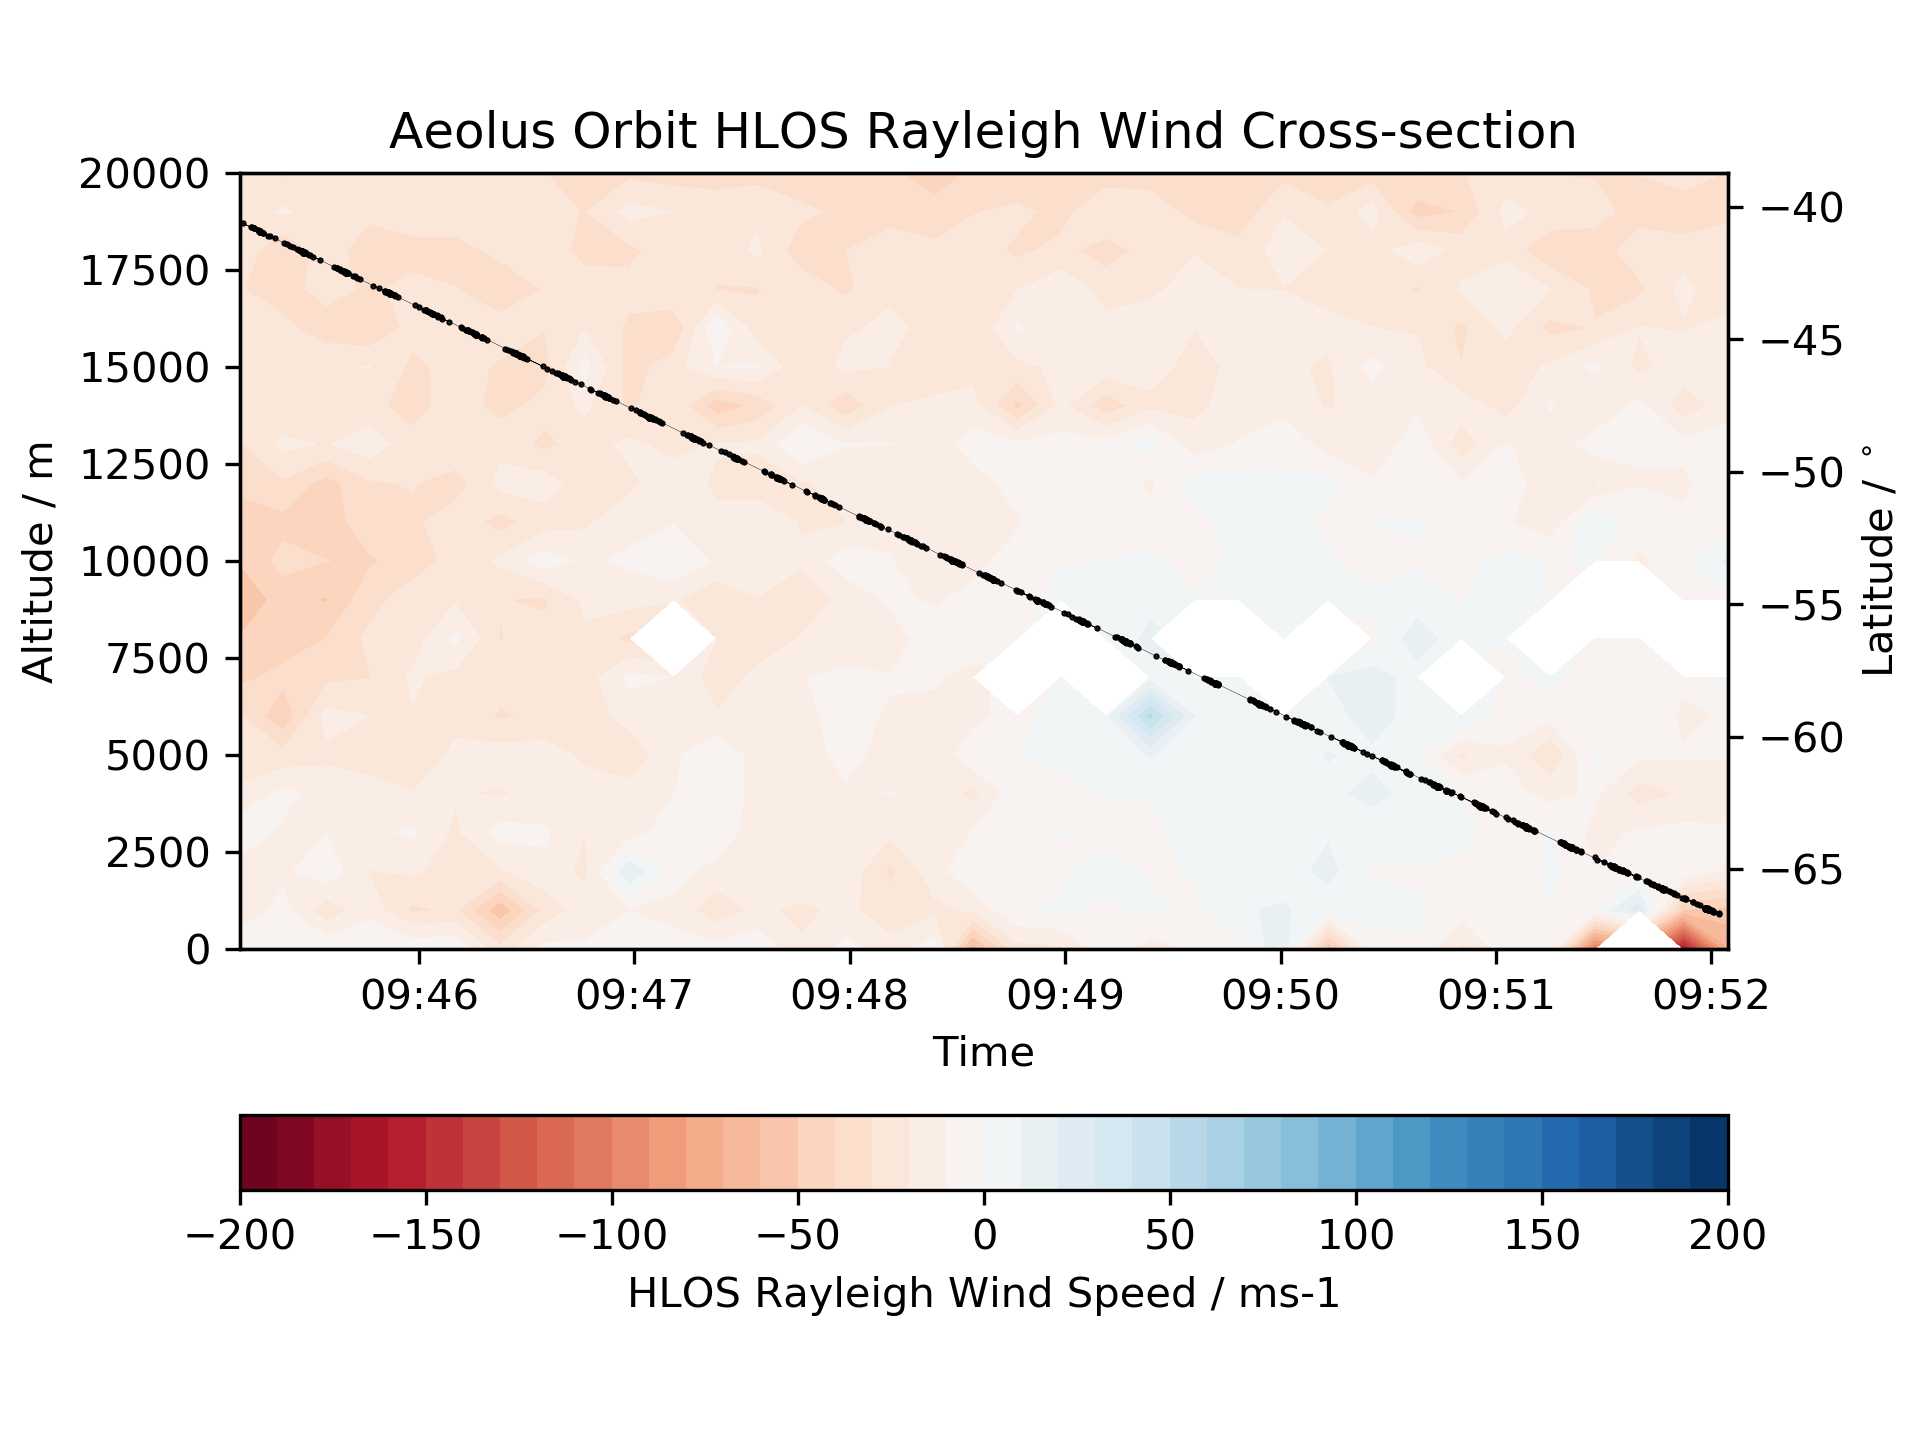 Aeolus Orbit HLOS Rayleigh Wind Cross-section
20000
17500
15000
12500
10000
7500
5000
2500
0
Altitude / m
−40
−45
−50
−55
−60
−65
Latitude / °
09:46 09:47 09:48 09:49 09:50 09:51 09:52
Time
−200 −150 −100 −50 0 50 100 150 200
HLOS Rayleigh Wind Speed / ms-1